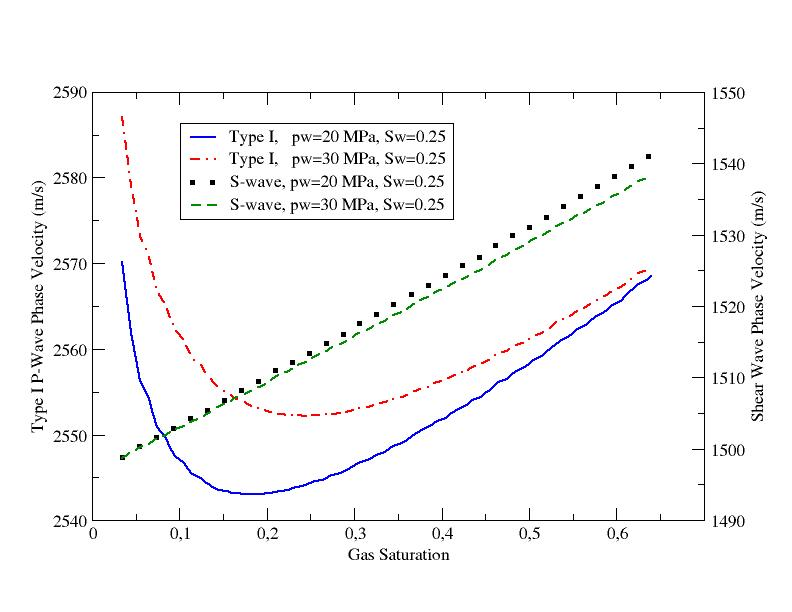 2590
2580
2570
2560
2550
2540
Type I P-Wave Phase Velocity (m/s)
Type I, pw=20 MPa, Sw=0.25
Type I, pw=30 MPa, Sw=0.25
S-wave, pw=20 MPa, Sw=0.25
S-wave, pw=30 MPa, Sw=0.25
1550
1540
1530
1520
1510
1500
1490
Shear Wave Phase Velocity (m/s)
0 0,1 0,2 0,3 0,4 0,5 0,6
Gas Saturation